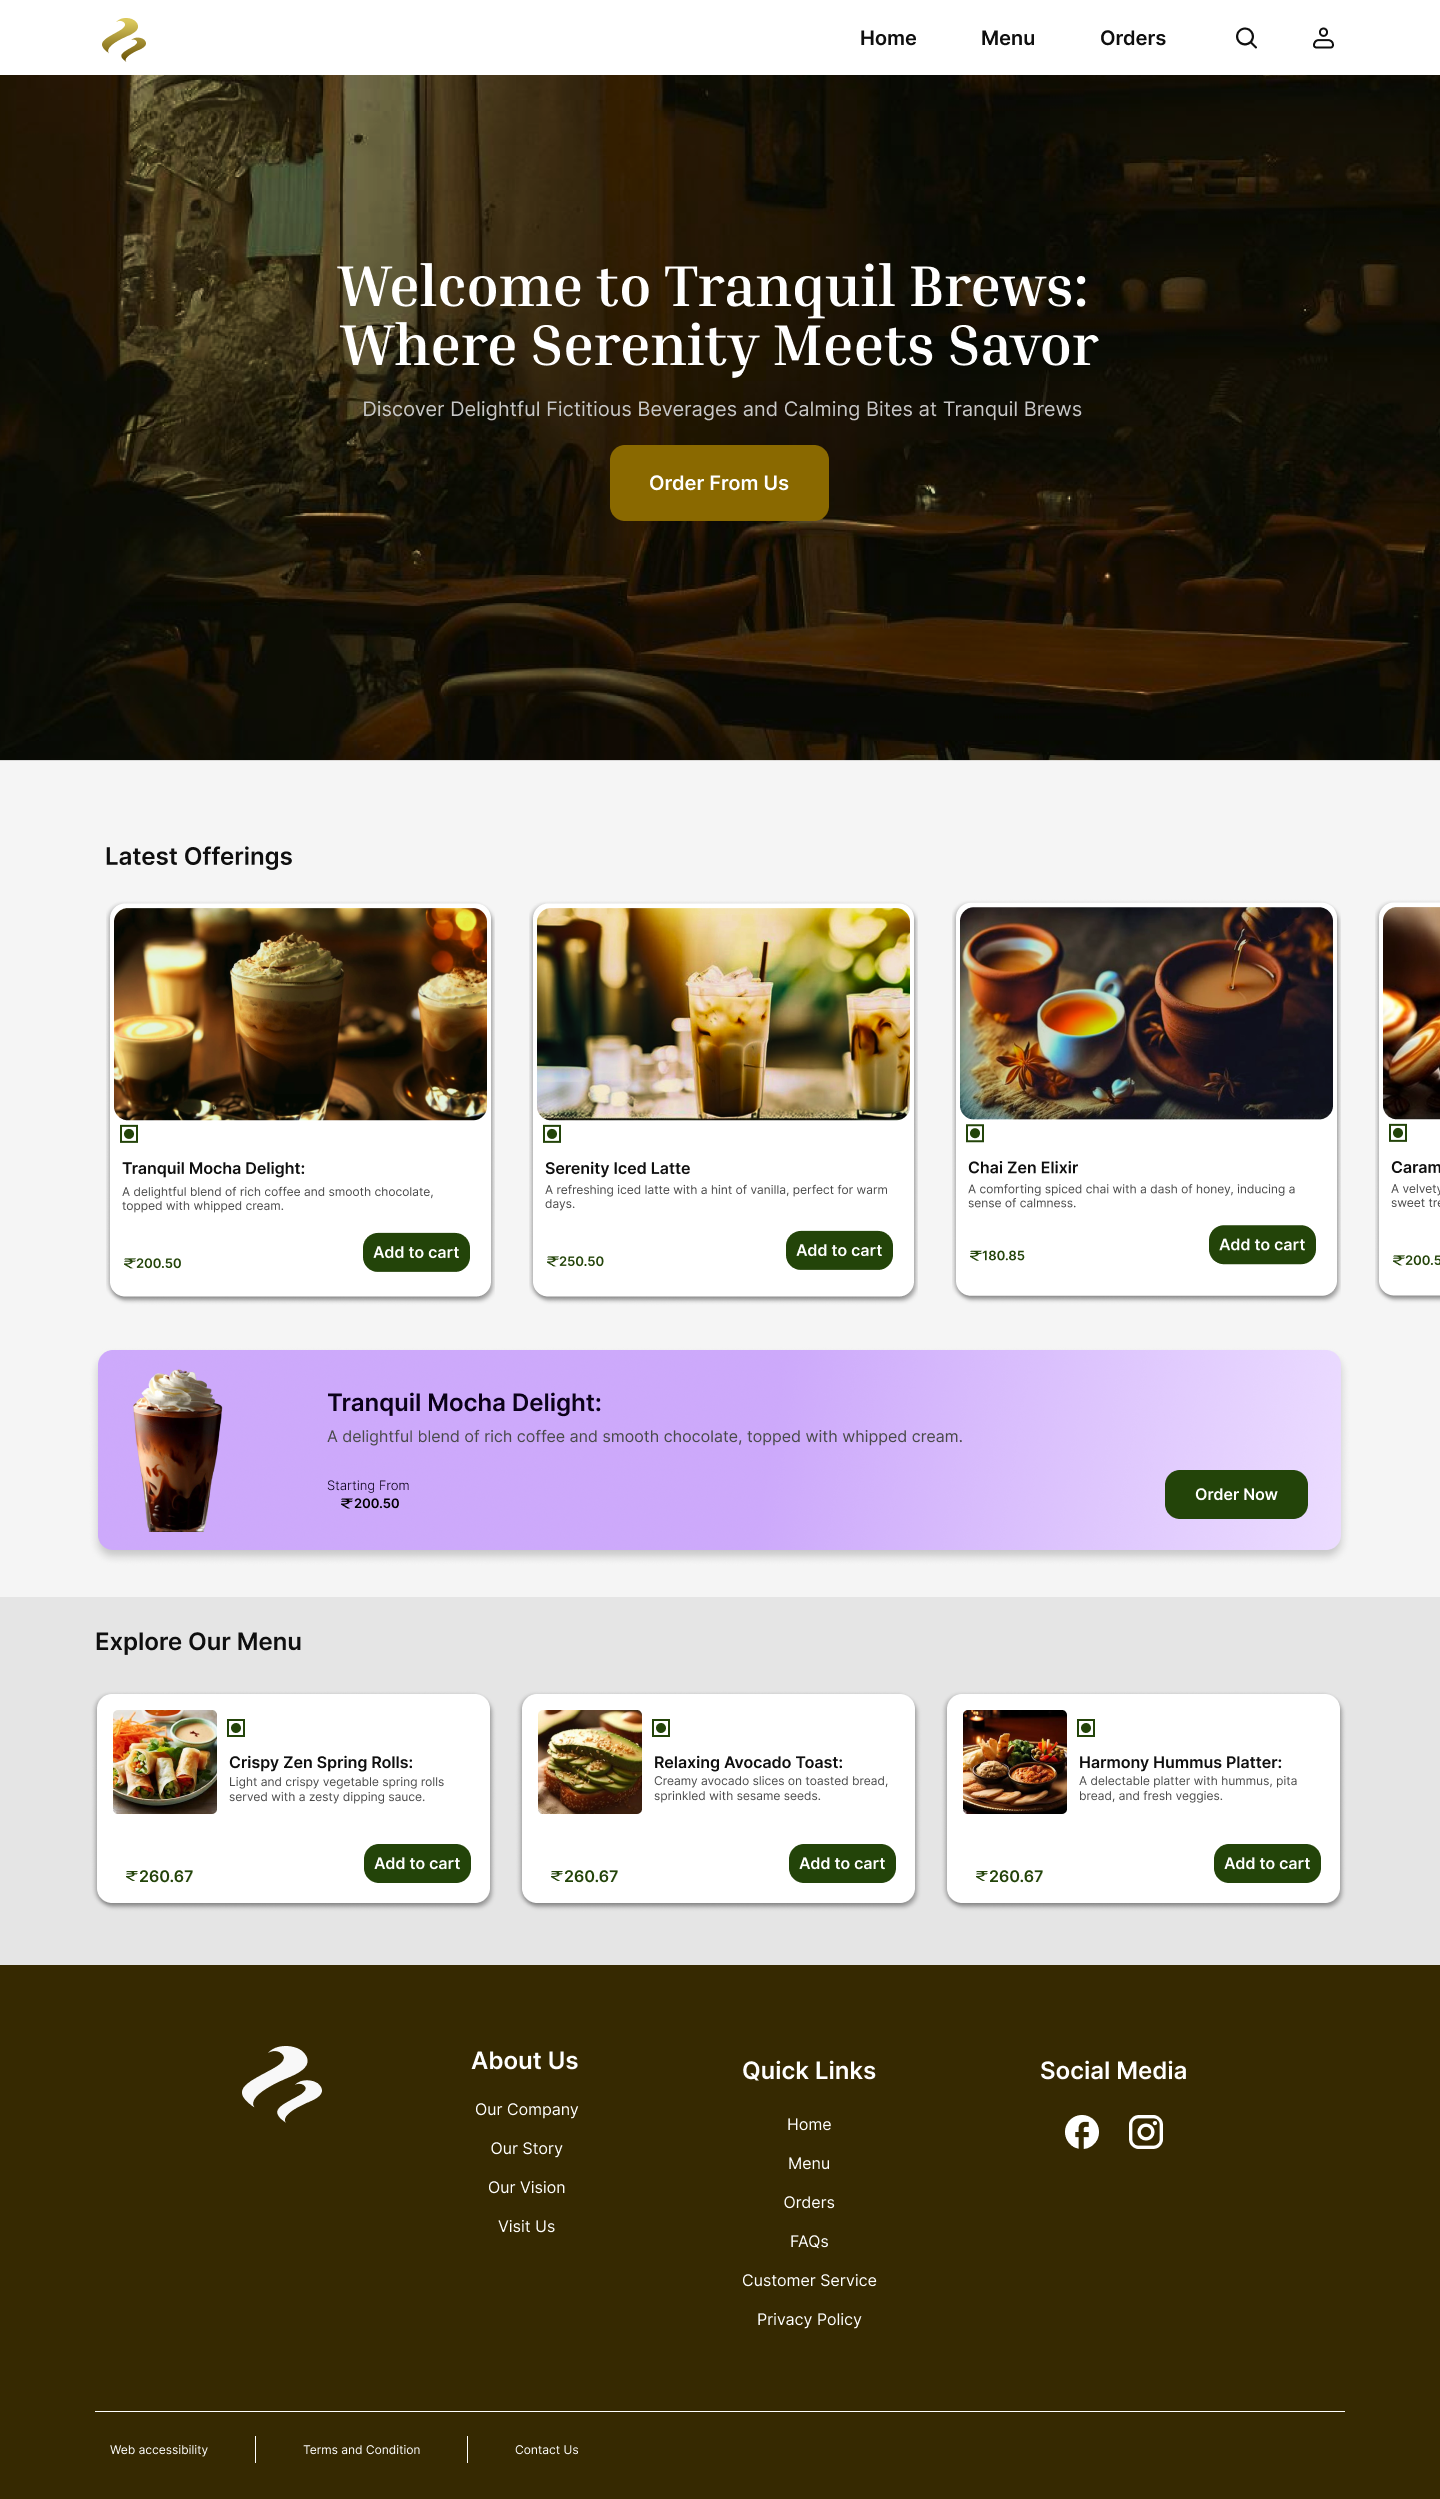 Home
Menu
Orders
Welcome to Tranquil Brews:
Where Serenity Meets Savor
Discover Delightful Fictitious Beverages and Calming Bites at Tranquil Brews
Order From Us
Latest Offerings
Tranquil Mocha Delight:
A delightful blend of rich coffee and smooth chocolate,
topped with whipped cream.
₹200.50
Add to cart
Serenity Iced Latte
A refreshing iced latte with a hint of vanilla, perfect for warm
days.
₹250.50
Add to cart
Chai Zen Elixir
A comforting spiced chai with a dash of honey, inducing a
sense of calmness.
₹180.85
Add to cart
Caram
A velvety
sweet tre
₹200.5
Tranquil Mocha Delight:
A delightful blend of rich coffee and smooth chocolate, topped with whipped cream.
Starting From
₹200.50
Order Now
Explore Our Menu
Crispy Zen Spring Rolls:
Light and crispy vegetable spring rolls
served with a zesty dipping sauce.
₹260.67
Add to cart
Relaxing Avocado Toast:
Creamy avocado slices on toasted bread,
sprinkled with sesame seeds.
₹260.67
Add to cart
Harmony Hummus Platter:
A delectable platter with hummus, pita
bread, and fresh veggies.
₹260.67
Add to cart
About Us
Our Company
Our Story
Our Vision
Visit Us
Quick Links
Home
Menu
Orders
FAQs
Customer Service
Privacy Policy
Social Media
Web accessibility
Terms and Condition
Contact Us